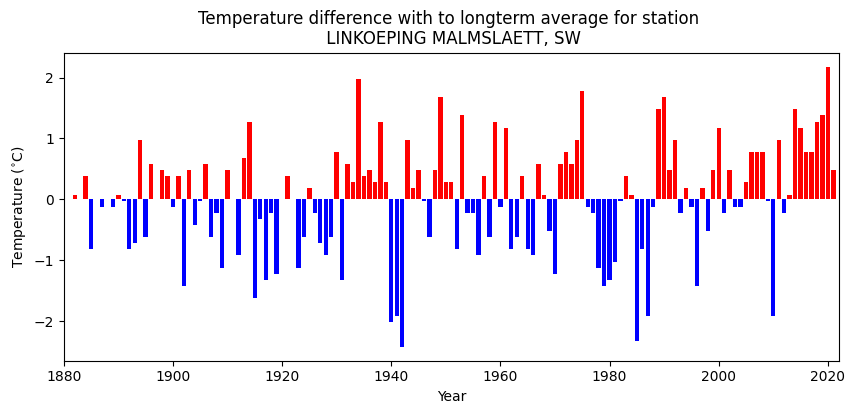 Temperature difference with to longterm average for station
LINKOEPING MALMSLAETT, SW
Temperature (°C)
2
1
0
−1
−2
1880 1900 1920 1940 1960 1980 2000 2020
Year